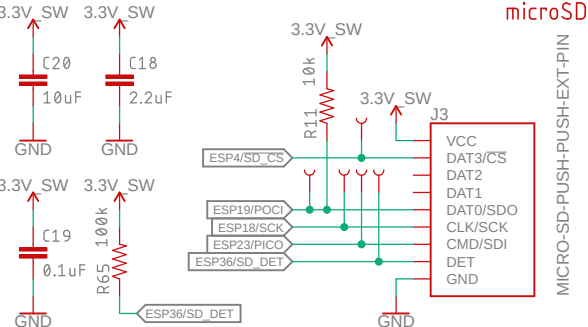 microSD
3.3V_SW
3.3V_SW
C20
10uF
GND
C18
2.2uF
GND
3.3V_SW
C19
0.1uF
GND
3.3V_SW
100k
R65
ESP36/SD_DET
3.3V_SW
10k
R11
3.3V_SW
J3
ESP4/SD_CS
ESP19/POCI
ESP18/SCK
ESP23/PICO
ESP36/SD_DET
VCC
DAT3/CS
DAT2
DAT1
DAT0/SDO
CLK/SCK
CMD/SDI
DET
GND
GND
MICRO-SD-PUSH-PUSH-EXT-PIN